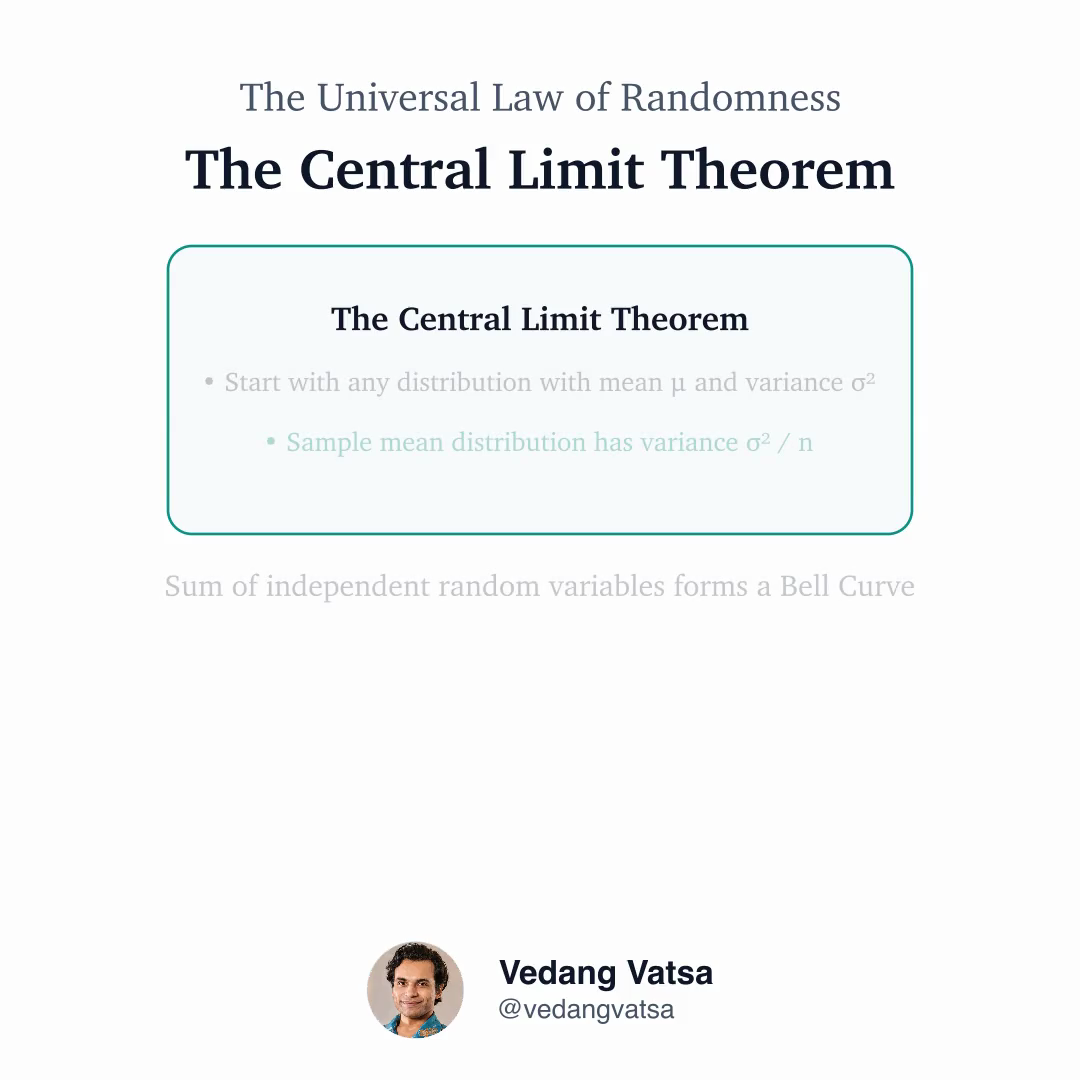 The Universal Law of Randomness
The Central Limit Theorem
The Central Limit Theorem
• Start with any distribution with mean μ and variance σ²
• Sample mean distribution has variance σ² / n
Sum of independent random variables forms a Bell Curve
Vedang Vatsa
@vedangvatsa